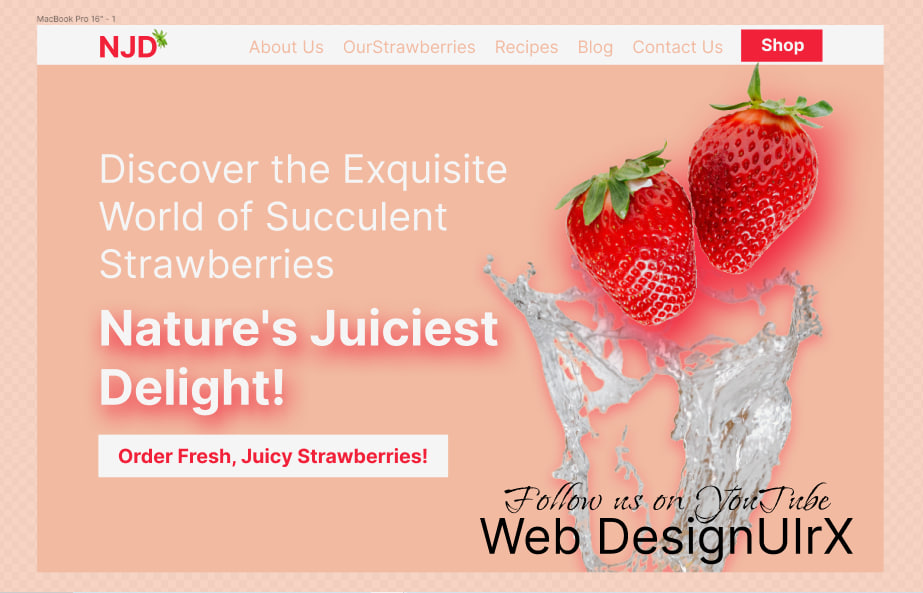 MacBook Pro 16" - 1
NJD
About Us OurStrawberries Recipes Blog Contact Us Shop
Discover the Exquisite
World of Succulent
Strawberries
Nature's Juiciest
Delight!
Order Fresh, Juicy Strawberries!
Follow us on YouTube
Web DesignUIrX